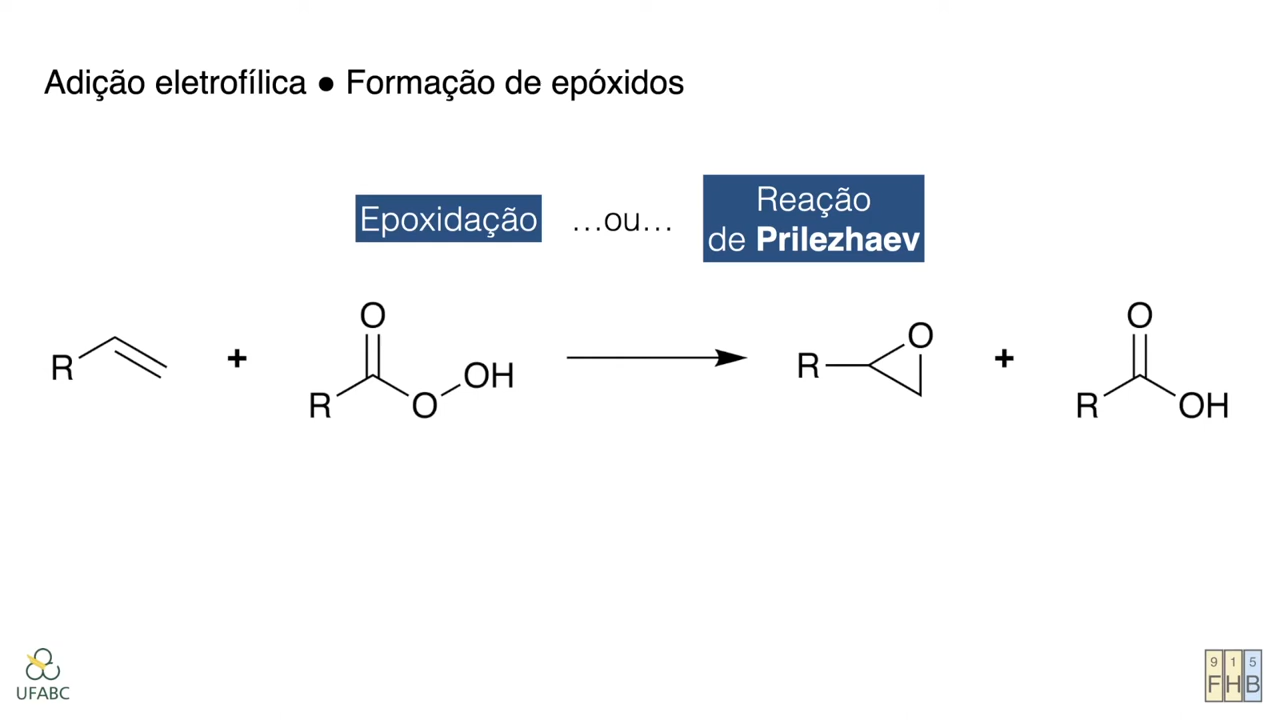 Adição eletrofílica ● Formação de epóxidos
Epoxidação ...ou... Reação
de Prilezhaev
R + O R O OH R O + O R OH
UFABC
9 1 5
F H B